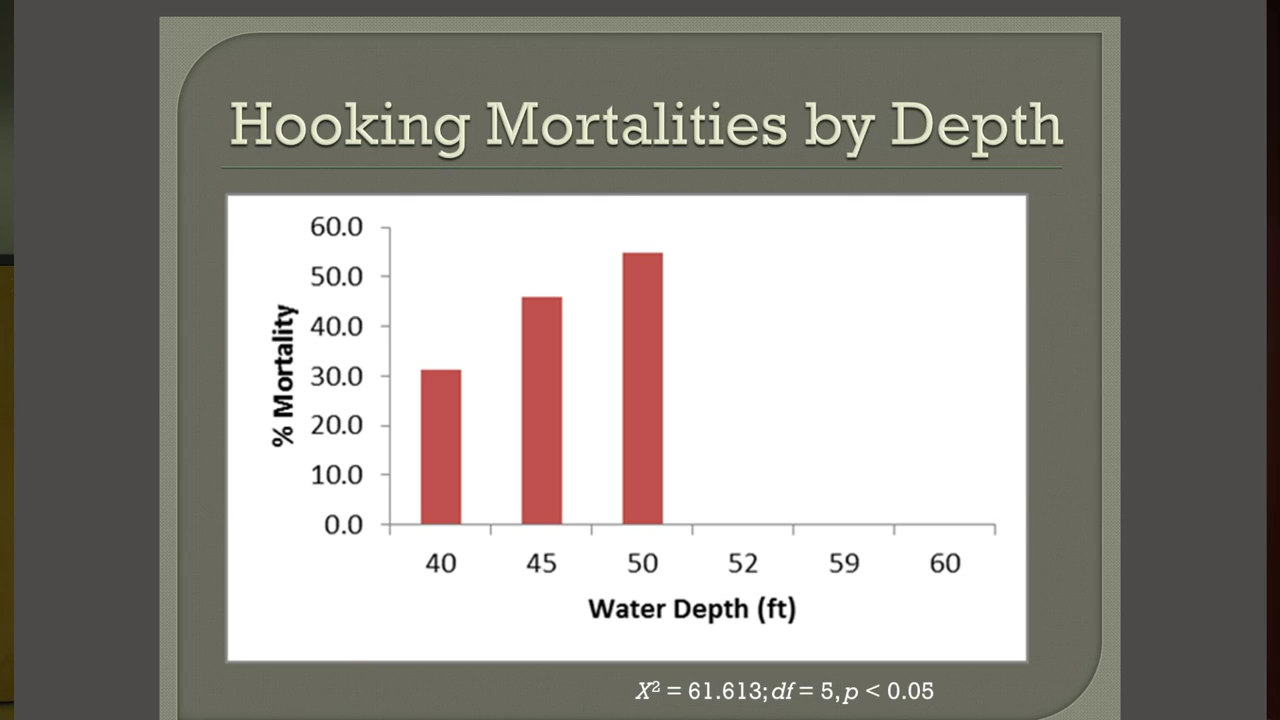 Hooking Mortalities by Depth
60.0
50.0
40.0
30.0
20.0
10.0
0.0
% Mortality
40 45 50 52 59 60
Water Depth (ft)
X² = 61.613; df = 5, p < 0.05